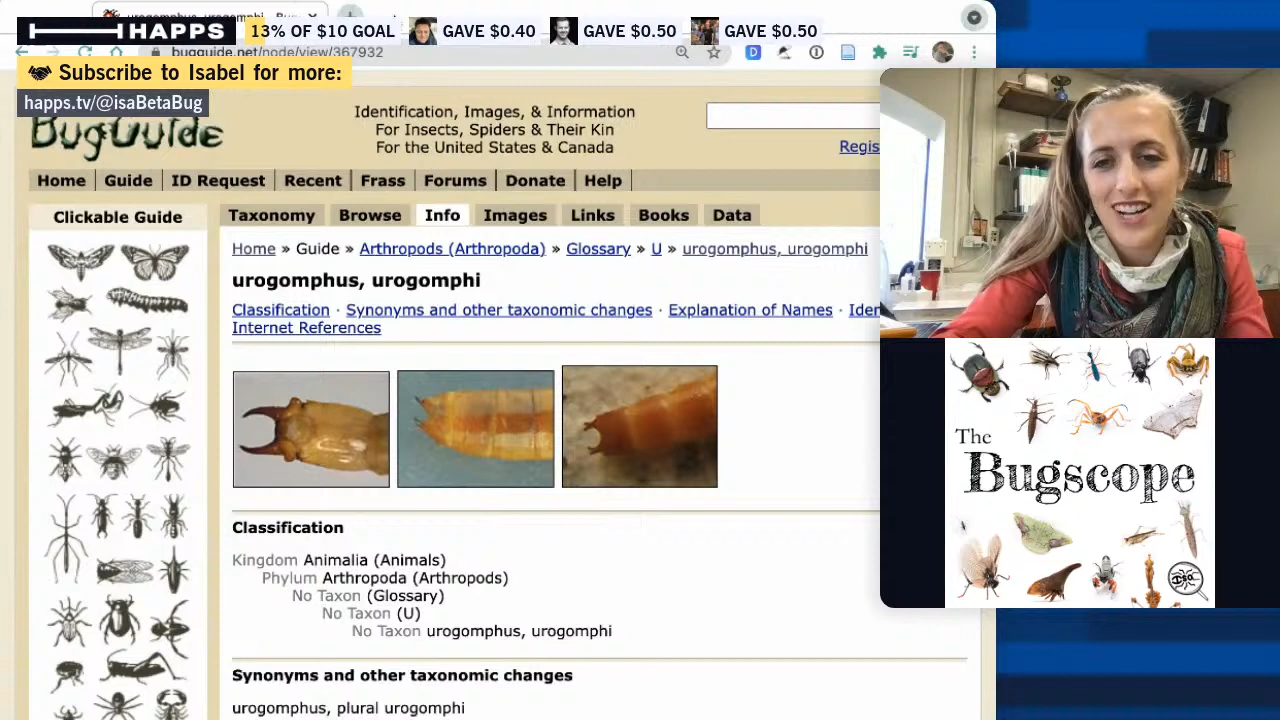 urogomphus, urogomphi - Bug
HAPPS
13% OF $10 GOAL
GAVE $0.40
GAVE $0.50
GAVE $0.50
bugguide.net/node/view/367932
Subscribe to Isabel for more:
happs.tv/@isaBetaBug
BugGuide
Identification, Images, & Information
For Insects, Spiders & Their Kin
For the United States & Canada
Regis
Home Guide ID Request Recent Frass Forums Donate Help
Clickable Guide
Taxonomy Browse Info Images Links Books Data
Home » Guide » Arthropods (Arthropoda) » Glossary » U » urogomphus, urogomphi
urogomphus, urogomphi
Classification · Synonyms and other taxonomic changes · Explanation of Names · Iden
Internet References
Classification
Kingdom Animalia (Animals)
Phylum Arthropoda (Arthropods)
No Taxon (Glossary)
No Taxon (U)
No Taxon urogomphus, urogomphi
Synonyms and other taxonomic changes
urogomphus, plural urogomphi
The
Bugscope
ISO